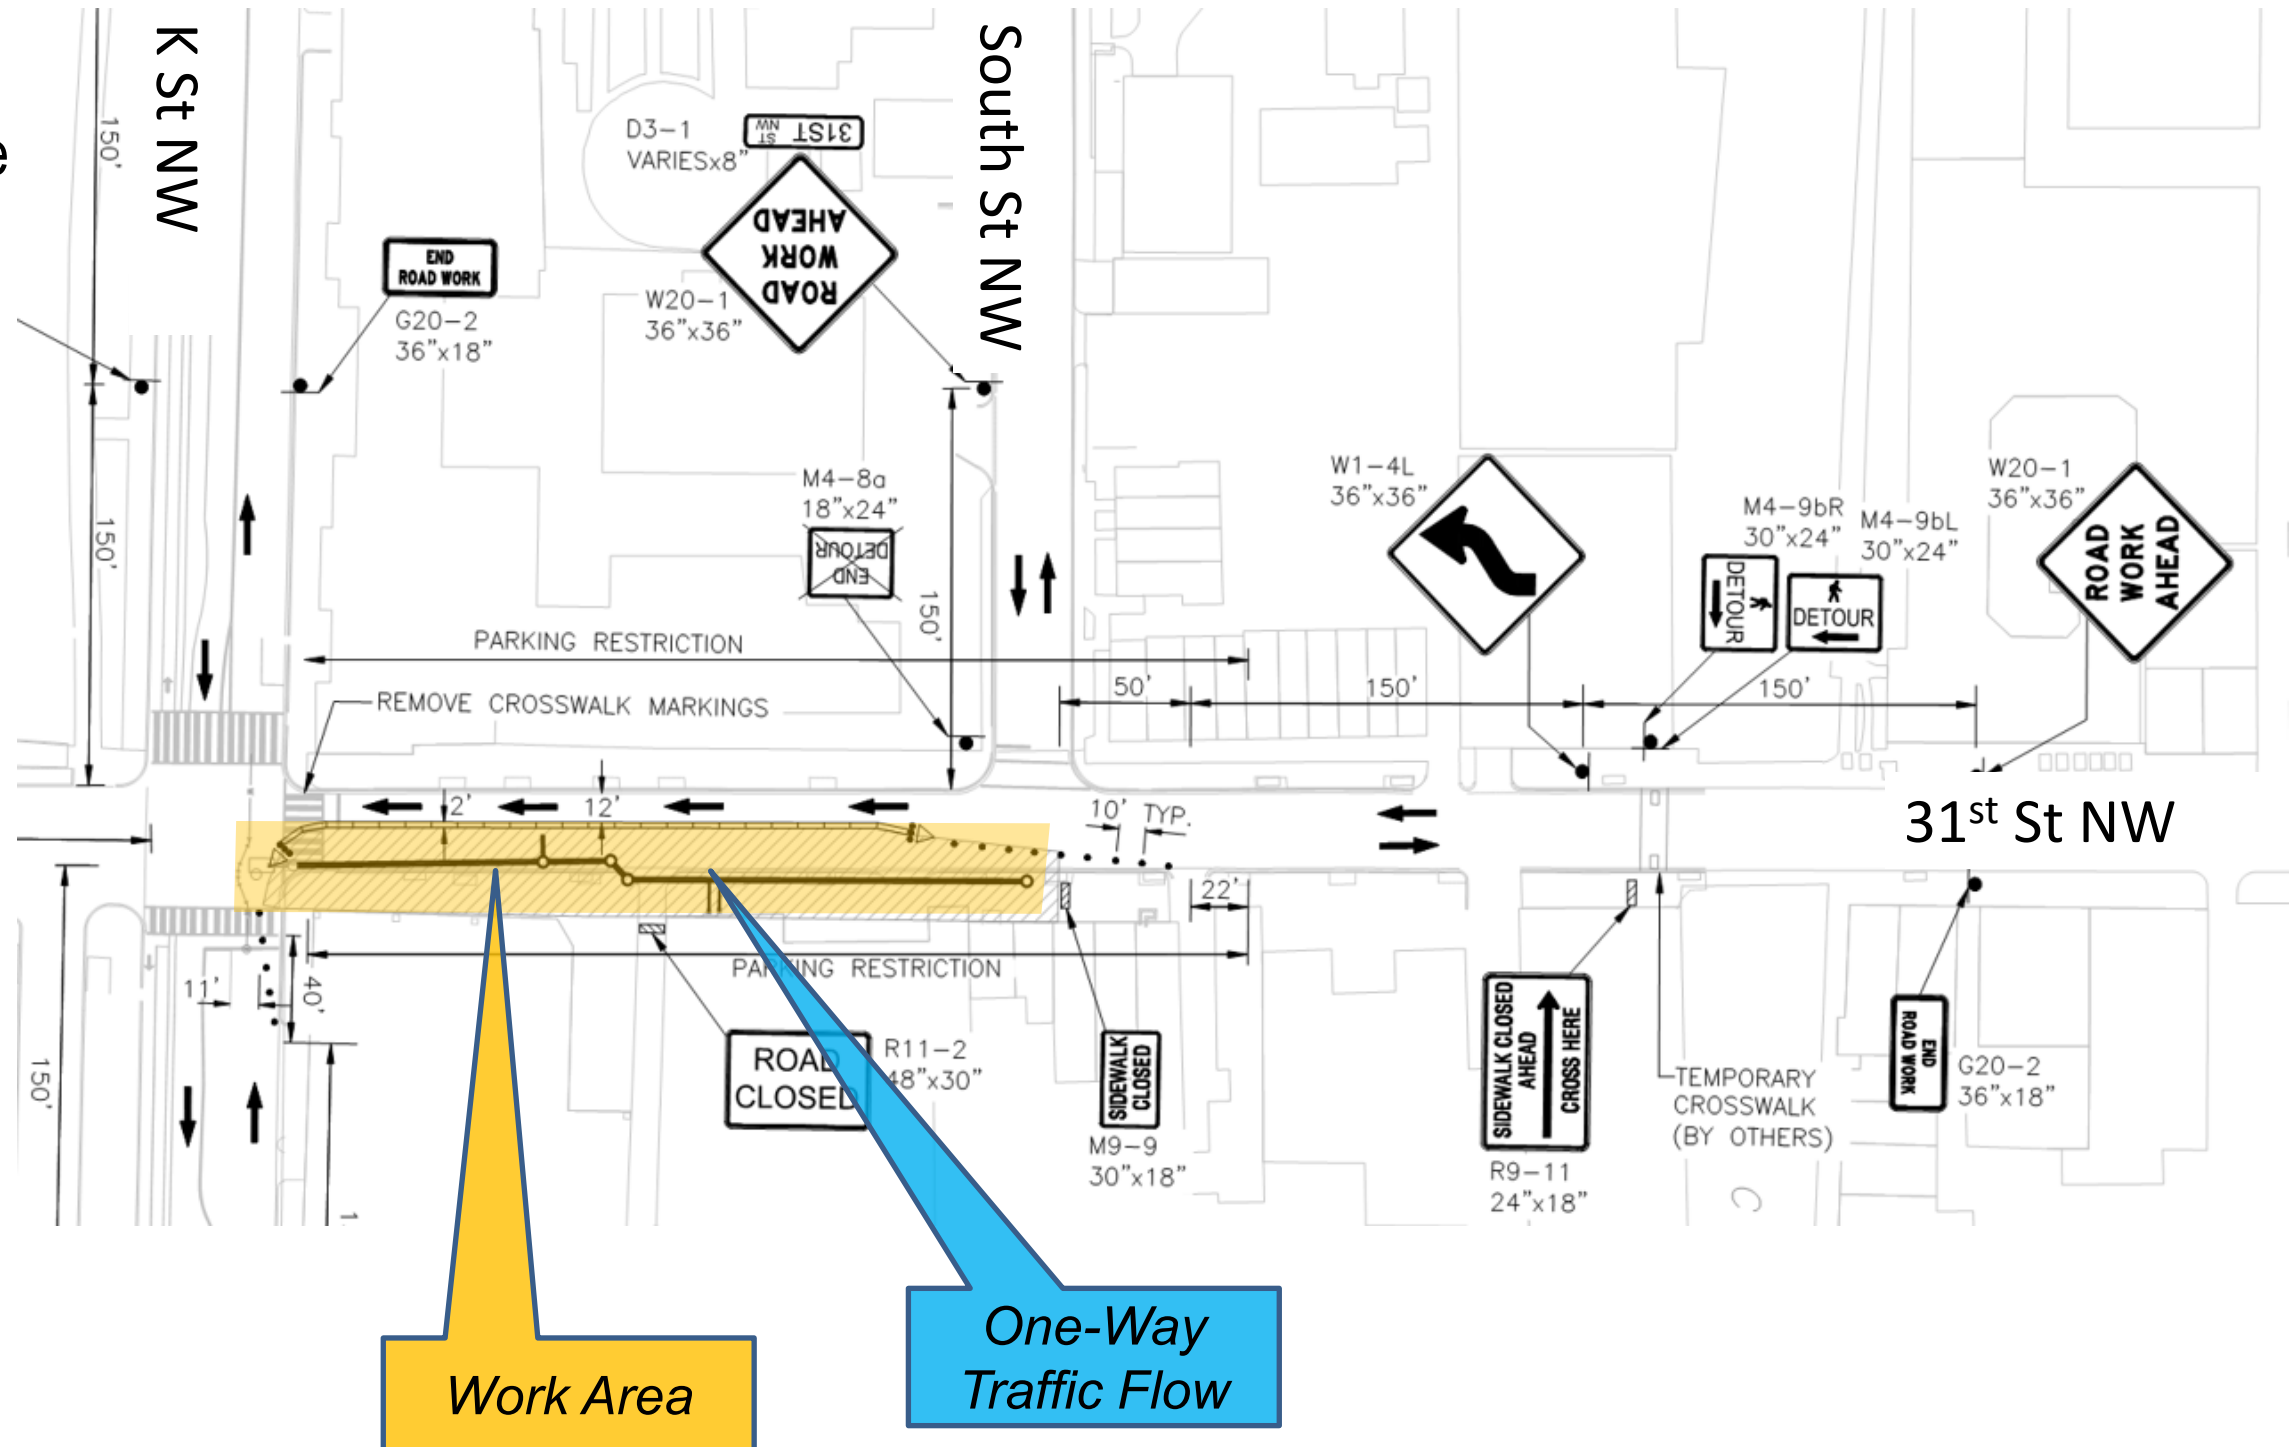 K St NW
South St NW
150'
D3-1
VARIESx8"
31ST ST NW
ROAD
WORK
AHEAD
W20-1
36"x36"
END
ROAD WORK
G20-2
36"x18"
M4-8a
18"x24"
END
DETOUR
150'
150'
W1-4L
36"x36"
M4-9bR
30"x24"
DETOUR
M4-9bL
30"x24"
DETOUR
W20-1
36"x36"
ROAD
WORK
AHEAD
PARKING RESTRICTION
REMOVE CROSSWALK MARKINGS
50'
150'
150'
2'
12'
10' TYP.
31st St NW
22'
PARKING RESTRICTION
11'
40'
150'
ROAD
CLOSED
R11-2
48"x30"
SIDEWALK
CLOSED
M9-9
30"x18"
SIDEWALK CLOSED
AHEAD
CROSS HERE
R9-11
24"x18"
TEMPORARY
CROSSWALK
(BY OTHERS)
END
ROAD WORK
G20-2
36"x18"
Work Area
One-Way
Traffic Flow